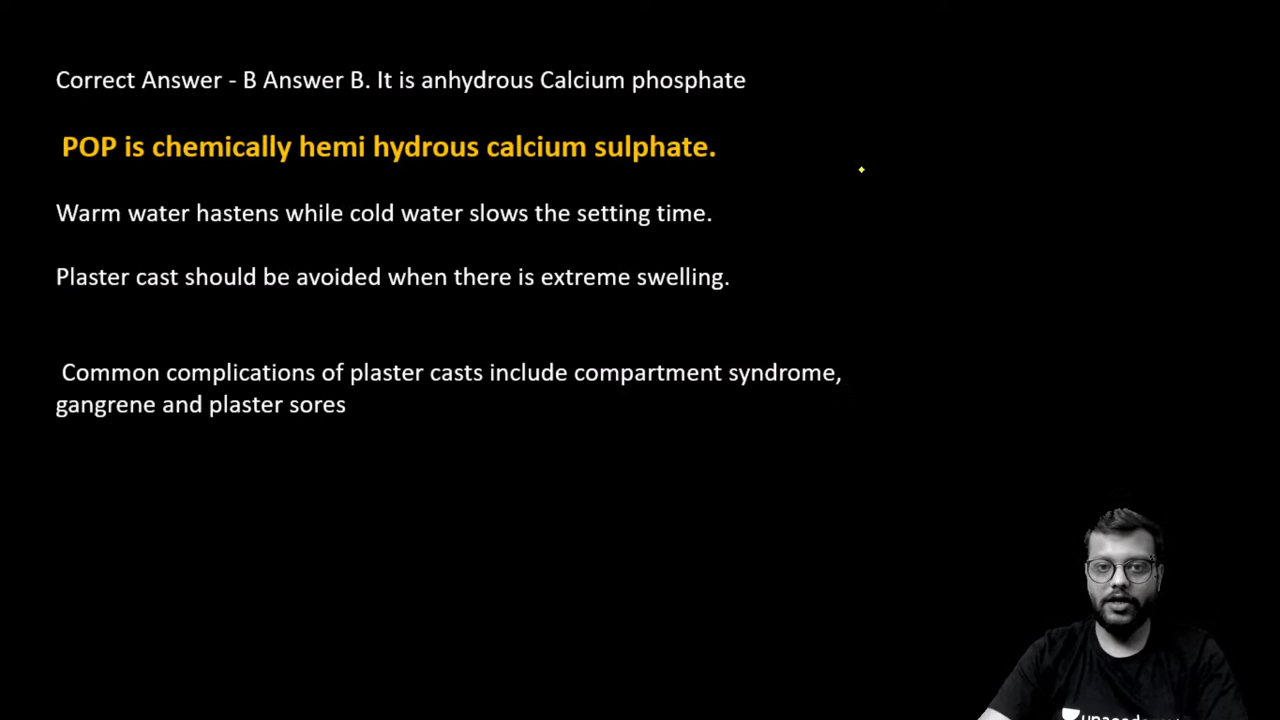 Correct Answer - B Answer B. It is anhydrous Calcium phosphate
POP is chemically hemi hydrous calcium sulphate.
Warm water hastens while cold water slows the setting time.
Plaster cast should be avoided when there is extreme swelling.
Common complications of plaster casts include compartment syndrome,
gangrene and plaster sores